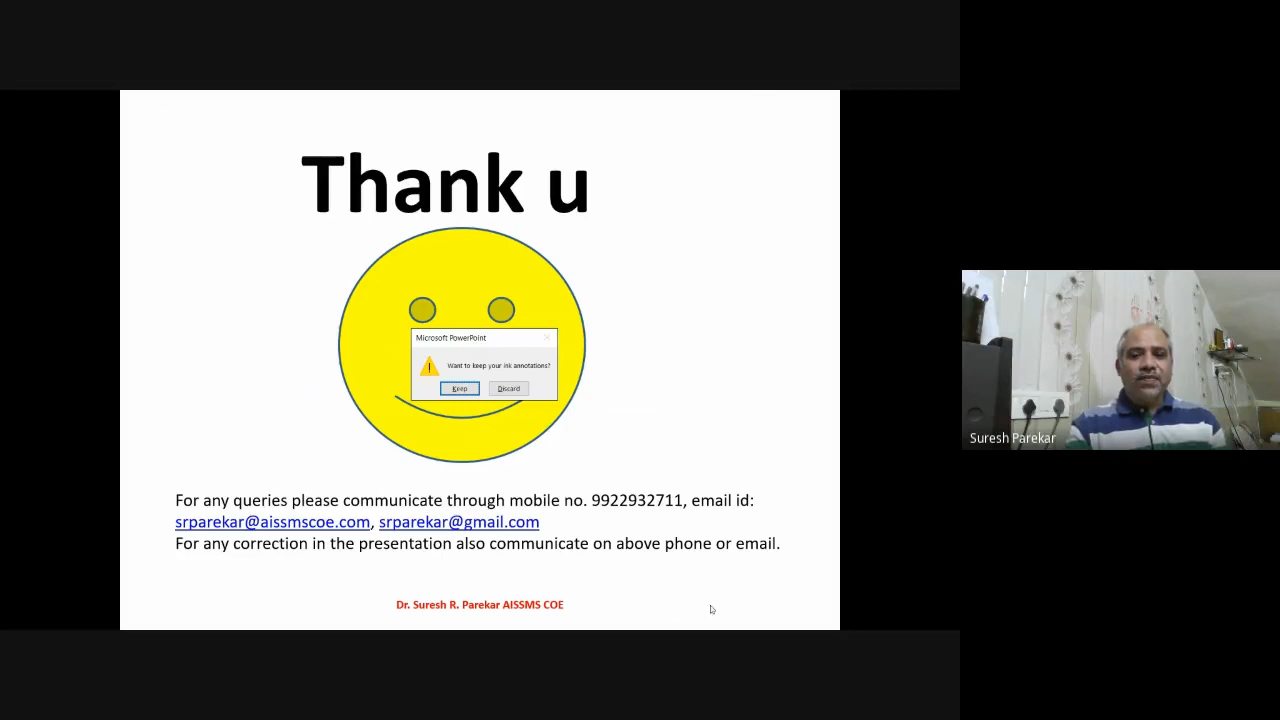 Thank u
Microsoft PowerPoint
Want to keep your ink annotations?
Keep
Discard
For any queries please communicate through mobile no. 9922932711, email id:
srparekar@aissmscoe.com, srparekar@gmail.com
For any correction in the presentation also communicate on above phone or email.
Dr. Suresh R. Parekar AISSMS COE
Suresh Parekar